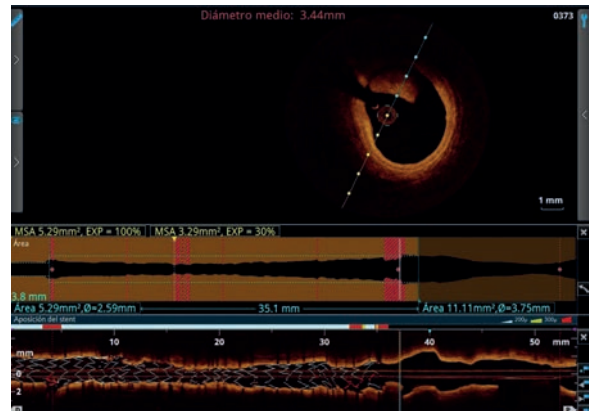 Diámetro medio: 3.44mm
0373
1 mm
MSA 5.29mm², EXP = 100% MSA 3.29mm², EXP = 30%
Área
3.8 mm
Área 5.29mm²,Ø=2.59mm 35.1 mm Área 11.11mm²,Ø=3.75mm
Aposición del stent 200µ 300µ
10 20 30 40 50 mm
mm
0
2